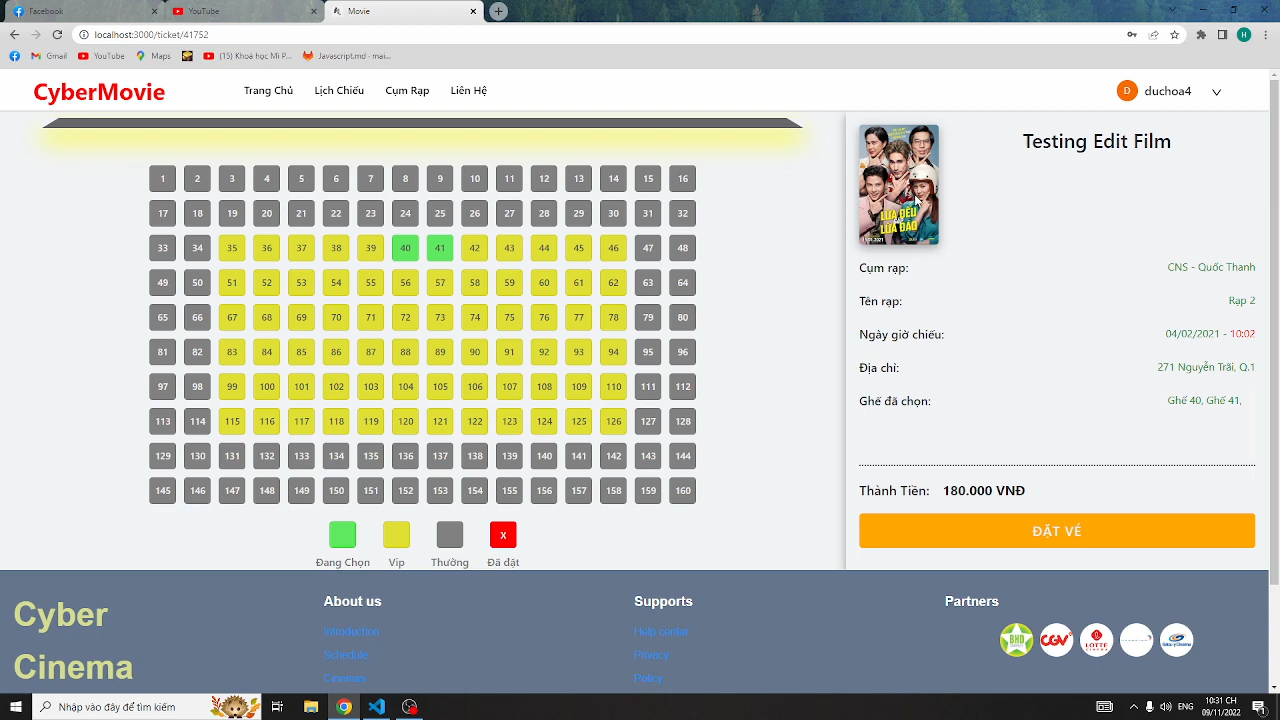 Facebook
YouTube
Movie
localhost:3000/ticket/41752
H
Gmail
YouTube
Maps
(15) Khoá học Mì P...
Javascript.md · mai...
CyberMovie
Trang Chủ
Lịch Chiếu
Cụm Rạp
Liên Hệ
D
duchoa4
1 2 3 4 5 6 7 8 9 10 11 12 13 14 15 16
17 18 19 20 21 22 23 24 25 26 27 28 29 30 31 32
33 34 35 36 37 38 39 40 41 42 43 44 45 46 47 48
49 50 51 52 53 54 55 56 57 58 59 60 61 62 63 64
65 66 67 68 69 70 71 72 73 74 75 76 77 78 79 80
81 82 83 84 85 86 87 88 89 90 91 92 93 94 95 96
97 98 99 100 101 102 103 104 105 106 107 108 109 110 111 112
113 114 115 116 117 118 119 120 121 122 123 124 125 126 127 128
129 130 131 132 133 134 135 136 137 138 139 140 141 142 143 144
145 146 147 148 149 150 151 152 153 154 155 156 157 158 159 160
X
Đang Chọn
Vip
Thường
Đã đặt
LỪA ĐỂU
LỪA ĐẢO
Testing Edit Film
Cụm rạp:
CNS - Quốc Thanh
Tên rạp:
Rạp 2
Ngày giờ chiếu:
04/02/2021 - 10:02
Địa chỉ:
271 Nguyễn Trãi, Q.1
Ghế đã chọn:
Ghế 40, Ghế 41,
Thành Tiền: 180.000 VNĐ
ĐẶT VÉ
Cyber
Cinema
About us
Introduction
Schedule
Cinemas
Supports
Help center
Privacy
Policy
Partners
BHD
CGV
LOTTE
CINEMA
Galaxy Cinema
Nhập vào đây để tìm kiếm
ENG
10:31 CH
09/11/2022